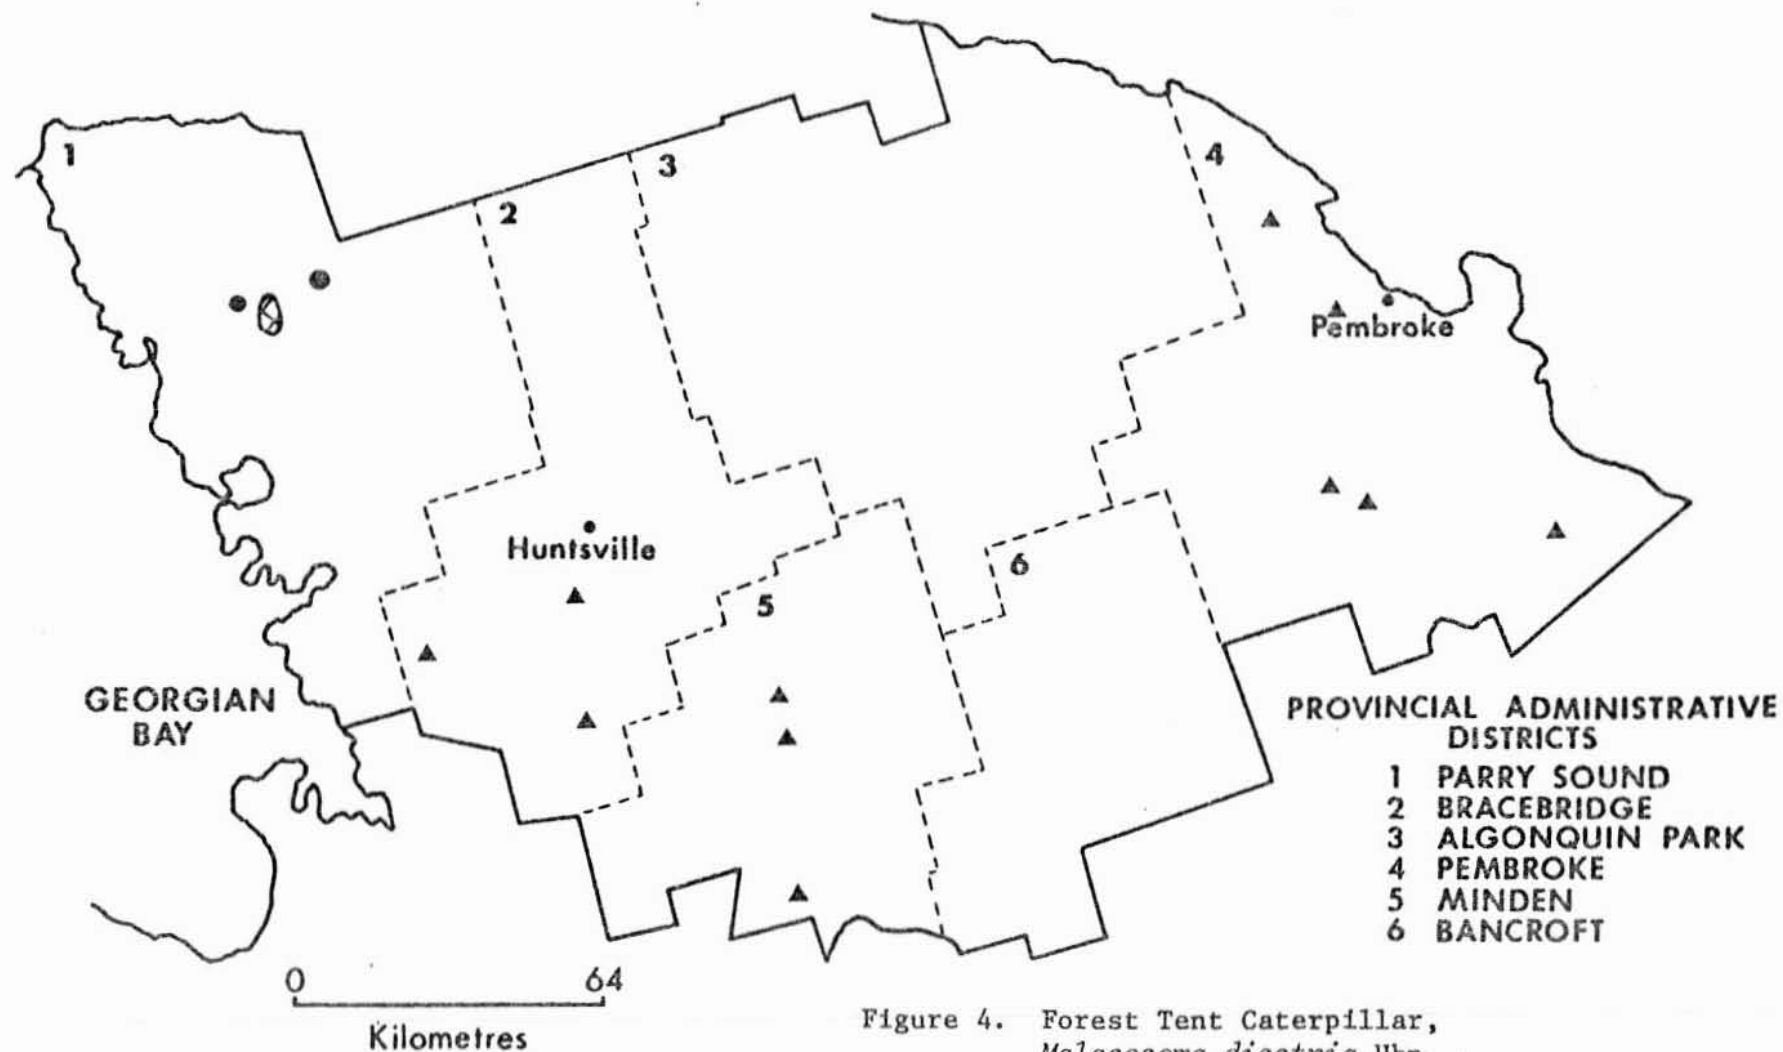 1
2
3
4
Pembroke
Huntsville
5
6
GEORGIAN
BAY
PROVINCIAL ADMINISTRATIVE
DISTRICTS
1 PARRY SOUND
2 BRACEBRIDGE
3 ALGONQUIN PARK
4 PEMBROKE
5 MINDEN
6 BANCROFT
0 64
Kilometres
Figure 4. Forest Tent Caterpillar,